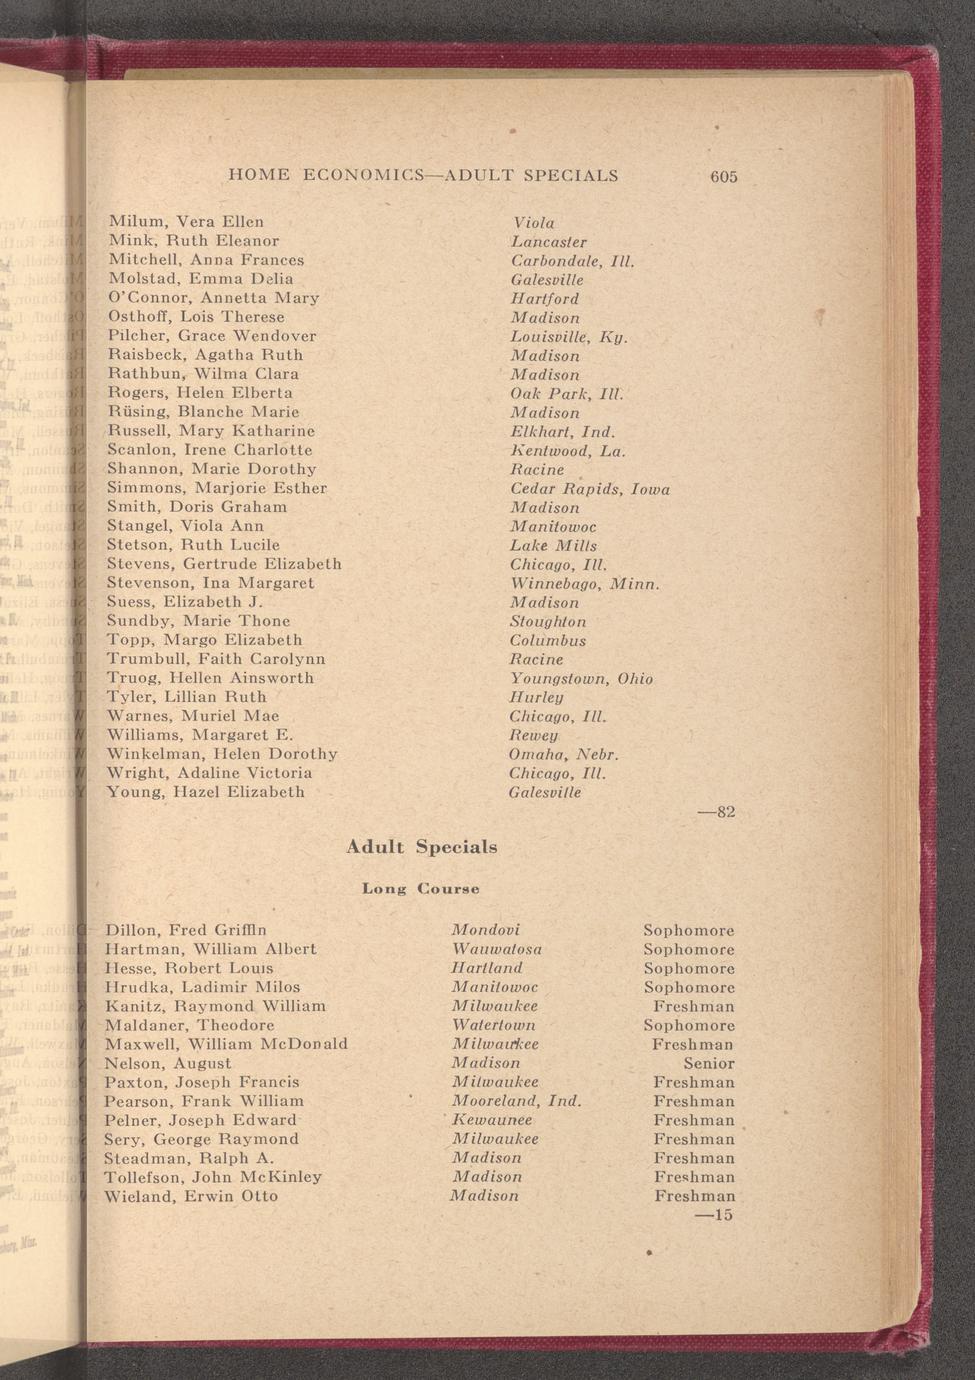 HOME ECONOMICS—ADULT SPECIALS 605
Milum, Vera Ellen Viola
Mink, Ruth Eleanor Lancaster
Mitchell, Anna Frances Carbondale, Ill.
Molstad, Emma Delia Galesville
O'Connor, Annetta Mary Hartford
Osthoff, Lois Therese Madison
Pilcher, Grace Wendover Louisville, Ky.
Raisbeck, Agatha Ruth Madison
Rathbun, Wilma Clara Madison
Rogers, Helen Elberta Oak Park, Ill.
Rüsing, Blanche Marie Madison
Russell, Mary Katharine Elkhart, Ind.
Scanlon, Irene Charlotte Kentwood, La.
Shannon, Marie Dorothy Racine
Simmons, Marjorie Esther Cedar Rapids, Iowa
Smith, Doris Graham Madison
Stangel, Viola Ann Manitowoc
Stetson, Ruth Lucile Lake Mills
Stevens, Gertrude Elizabeth Chicago, Ill.
Stevenson, Ina Margaret Winnebago, Minn.
Suess, Elizabeth J. Madison
Sundby, Marie Thone Stoughton
Topp, Margo Elizabeth Columbus
Trumbull, Faith Carolynn Racine
Truog, Hellen Ainsworth Youngstown, Ohio
Tyler, Lillian Ruth Hurley
Warnes, Muriel Mae Chicago, Ill.
Williams, Margaret E. Rewey
Winkelman, Helen Dorothy Omaha, Nebr.
Wright, Adaline Victoria Chicago, Ill.
Young, Hazel Elizabeth Galesville
—82
Adult Specials
Long Course
Dillon, Fred Griffin Mondovi Sophomore
Hartman, William Albert Wauwatosa Sophomore
Hesse, Robert Louis Hartland Sophomore
Hrudka, Ladimir Milos Manitowoc Sophomore
Kanitz, Raymond William Milwaukee Freshman
Maldaner, Theodore Watertown Sophomore
Maxwell, William McDonald Milwaukee Freshman
Nelson, August Madison Senior
Paxton, Joseph Francis Milwaukee Freshman
Pearson, Frank William Mooreland, Ind. Freshman
Pelner, Joseph Edward Kewaunee Freshman
Sery, George Raymond Milwaukee Freshman
Steadman, Ralph A. Madison Freshman
Tollefson, John McKinley Madison Freshman
Wieland, Erwin Otto Madison Freshman
—15